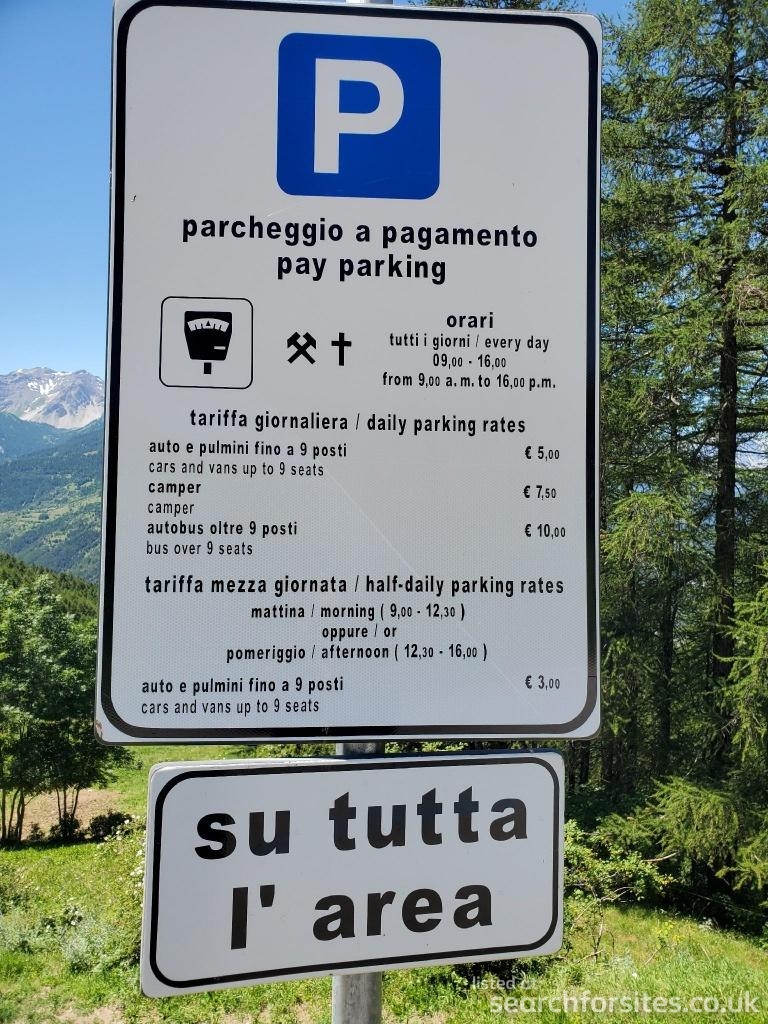 P
parcheggio a pagamento
pay parking
orari
tutti i giorni / every day
09,00 - 16,00
from 9,00 a.m. to 16,00 p.m.
tariffa giornaliera / daily parking rates
auto e pulmini fino a 9 posti € 5,00
cars and vans up to 9 seats
camper € 7,50
camper
autobus oltre 9 posti € 10,00
bus over 9 seats
tariffa mezza giornata / half-daily parking rates
mattina / morning ( 9,00 - 12,30 )
oppure / or
pomeriggio / afternoon ( 12,30 - 16,00 )
auto e pulmini fino a 9 posti € 3,00
cars and vans up to 9 seats
su tutta
l' area
listed at
searchforsites.co.uk